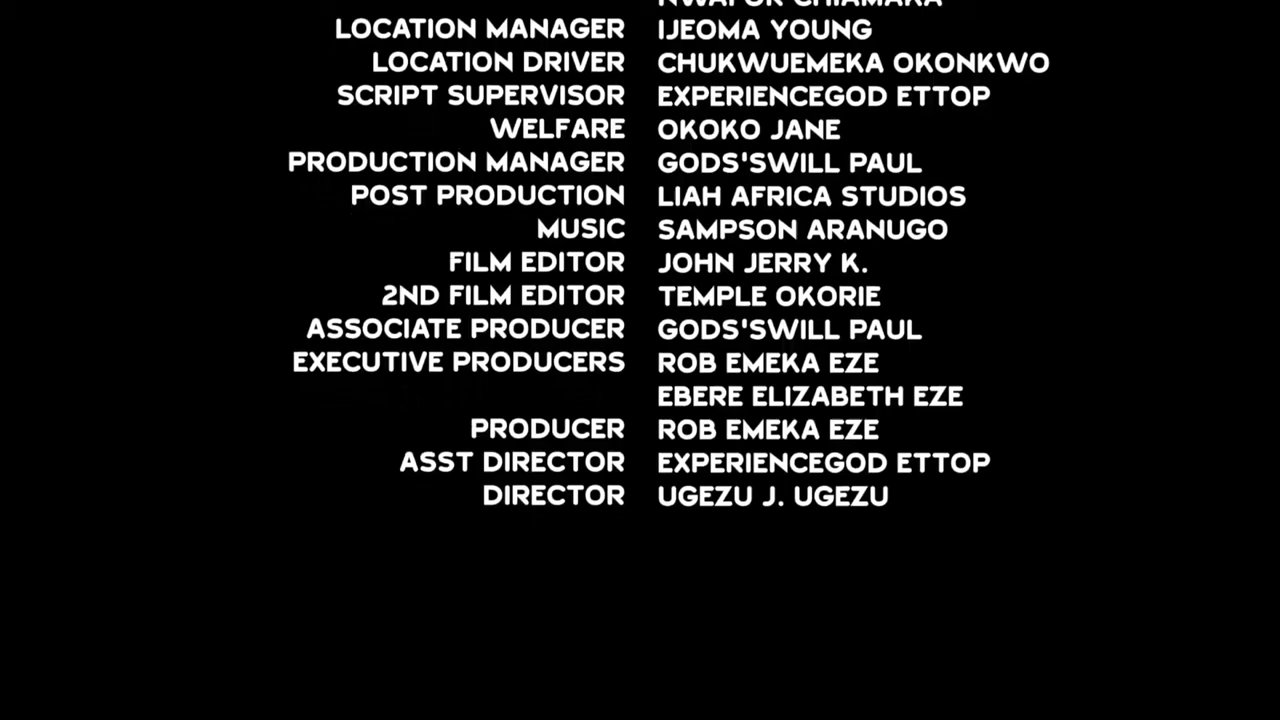 NWAFOR CHIAMAKA
LOCATION MANAGER IJEOMA YOUNG
LOCATION DRIVER CHUKWUEMEKA OKONKWO
SCRIPT SUPERVISOR EXPERIENCEGOD ETTOP
WELFARE OKOKO JANE
PRODUCTION MANAGER GODS'SWILL PAUL
POST PRODUCTION LIAH AFRICA STUDIOS
MUSIC SAMPSON ARANUGO
FILM EDITOR JOHN JERRY K.
2ND FILM EDITOR TEMPLE OKORIE
ASSOCIATE PRODUCER GODS'SWILL PAUL
EXECUTIVE PRODUCERS ROB EMEKA EZE
EBERE ELIZABETH EZE
PRODUCER ROB EMEKA EZE
ASST DIRECTOR EXPERIENCEGOD ETTOP
DIRECTOR UGEZU J. UGEZU